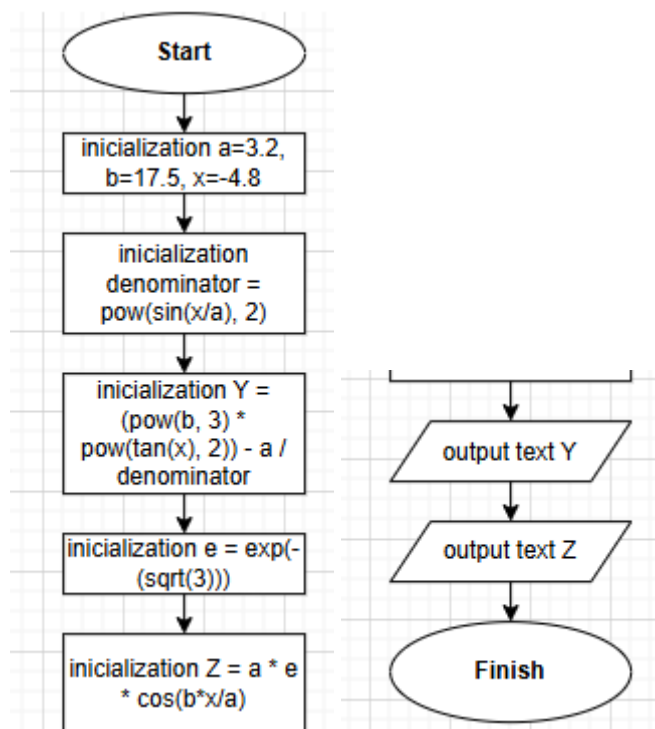 Start
inicialization a=3.2,
b=17.5, x=-4.8
inicialization
denominator =
pow(sin(x/a), 2)
inicialization Y =
(pow(b, 3) *
pow(tan(x), 2)) - a /
denominator
inicialization e = exp(-
(sqrt(3)))
inicialization Z = a * e
* cos(b*x/a)
output text Y
output text Z
Finish